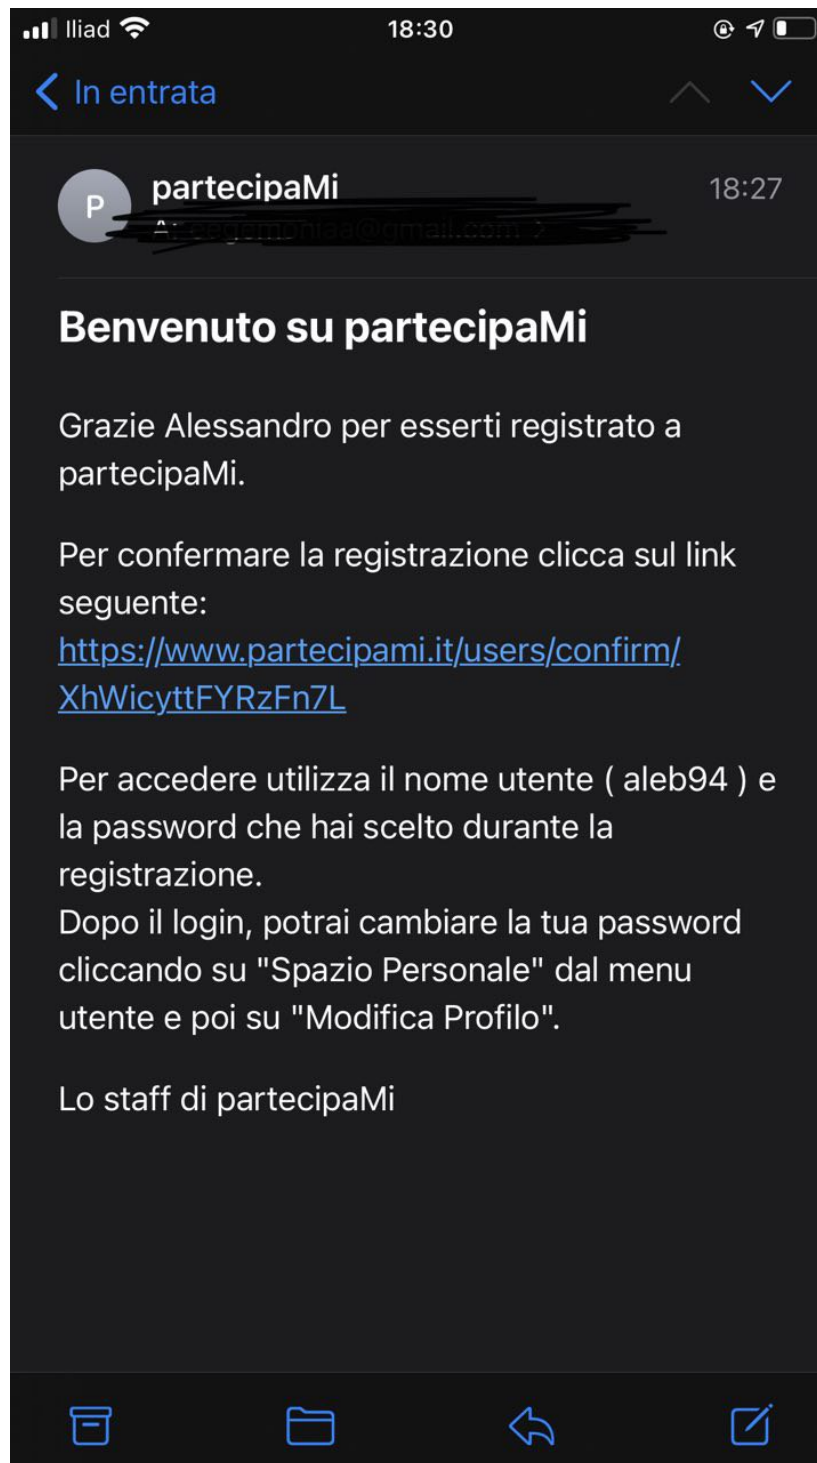 Iliad 18:30
In entrata
P
partecipaMi 18:27
Benvenuto su partecipaMi
Grazie Alessandro per esserti registrato a
partecipaMi.
Per confermare la registrazione clicca sul link
seguente:
https://www.partecipami.it/users/confirm/
XhWicyttFYRzFn7L
Per accedere utilizza il nome utente ( aleb94 ) e
la password che hai scelto durante la
registrazione.
Dopo il login, potrai cambiare la tua password
cliccando su "Spazio Personale" dal menu
utente e poi su "Modifica Profilo".
Lo staff di partecipaMi